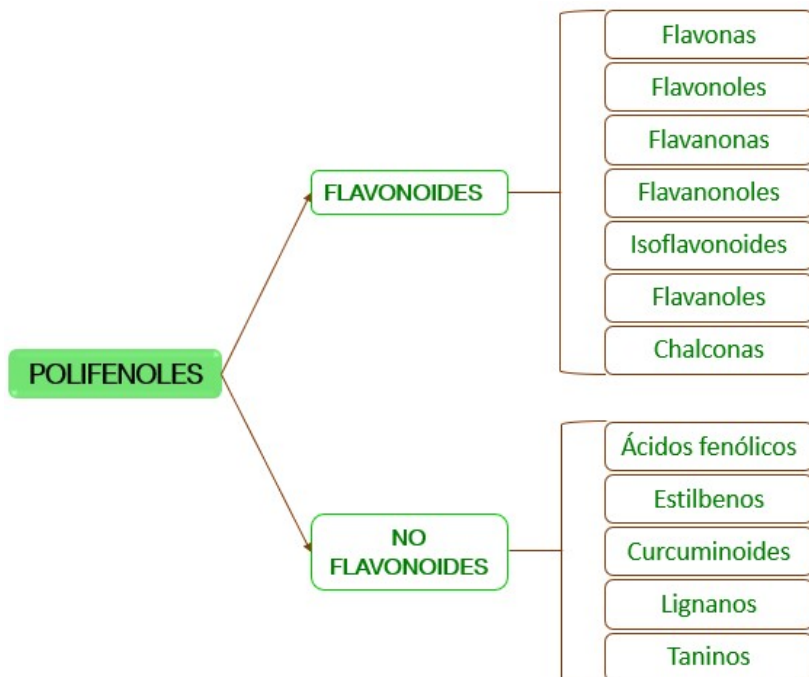 POLIFENOLES
FLAVONOIDES
Flavonas
Flavonoles
Flavanonas
Flavanonoles
Isoflavonoides
Flavanoles
Chalconas
NO
FLAVONOIDES
Ácidos fenólicos
Estilbenos
Curcuminoides
Lignanos
Taninos